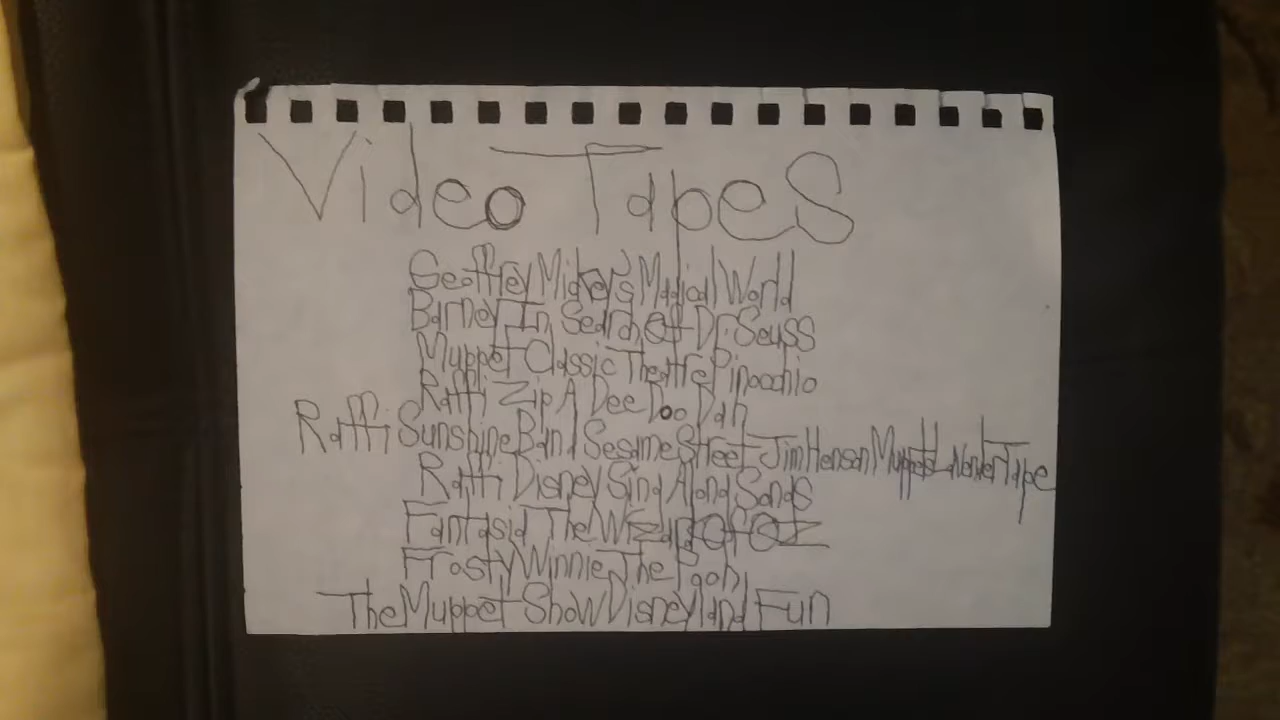 Video Tapes
Geoffrey Mickey's Magical World
Barney In Search Of Dr. Seuss
Muppet Classic Theatre Pinocchio
Raffi Zip A Dee Doo Dah
Raffi Sunshine Band Sesame Street Jim Henson Muppets Tape
Raffi Disney Sing Along Songs
Fantasia The Wizard Of Oz
Frosty Winnie The Pooh
The Muppet Show Disneyland Fun